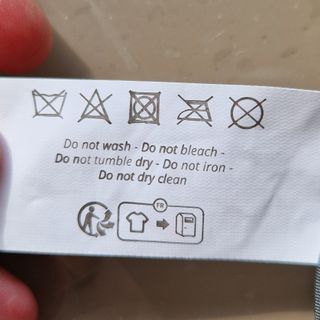 Do not wash - Do not bleach -
Do not tumble dry - Do not iron -
Do not dry clean
FR